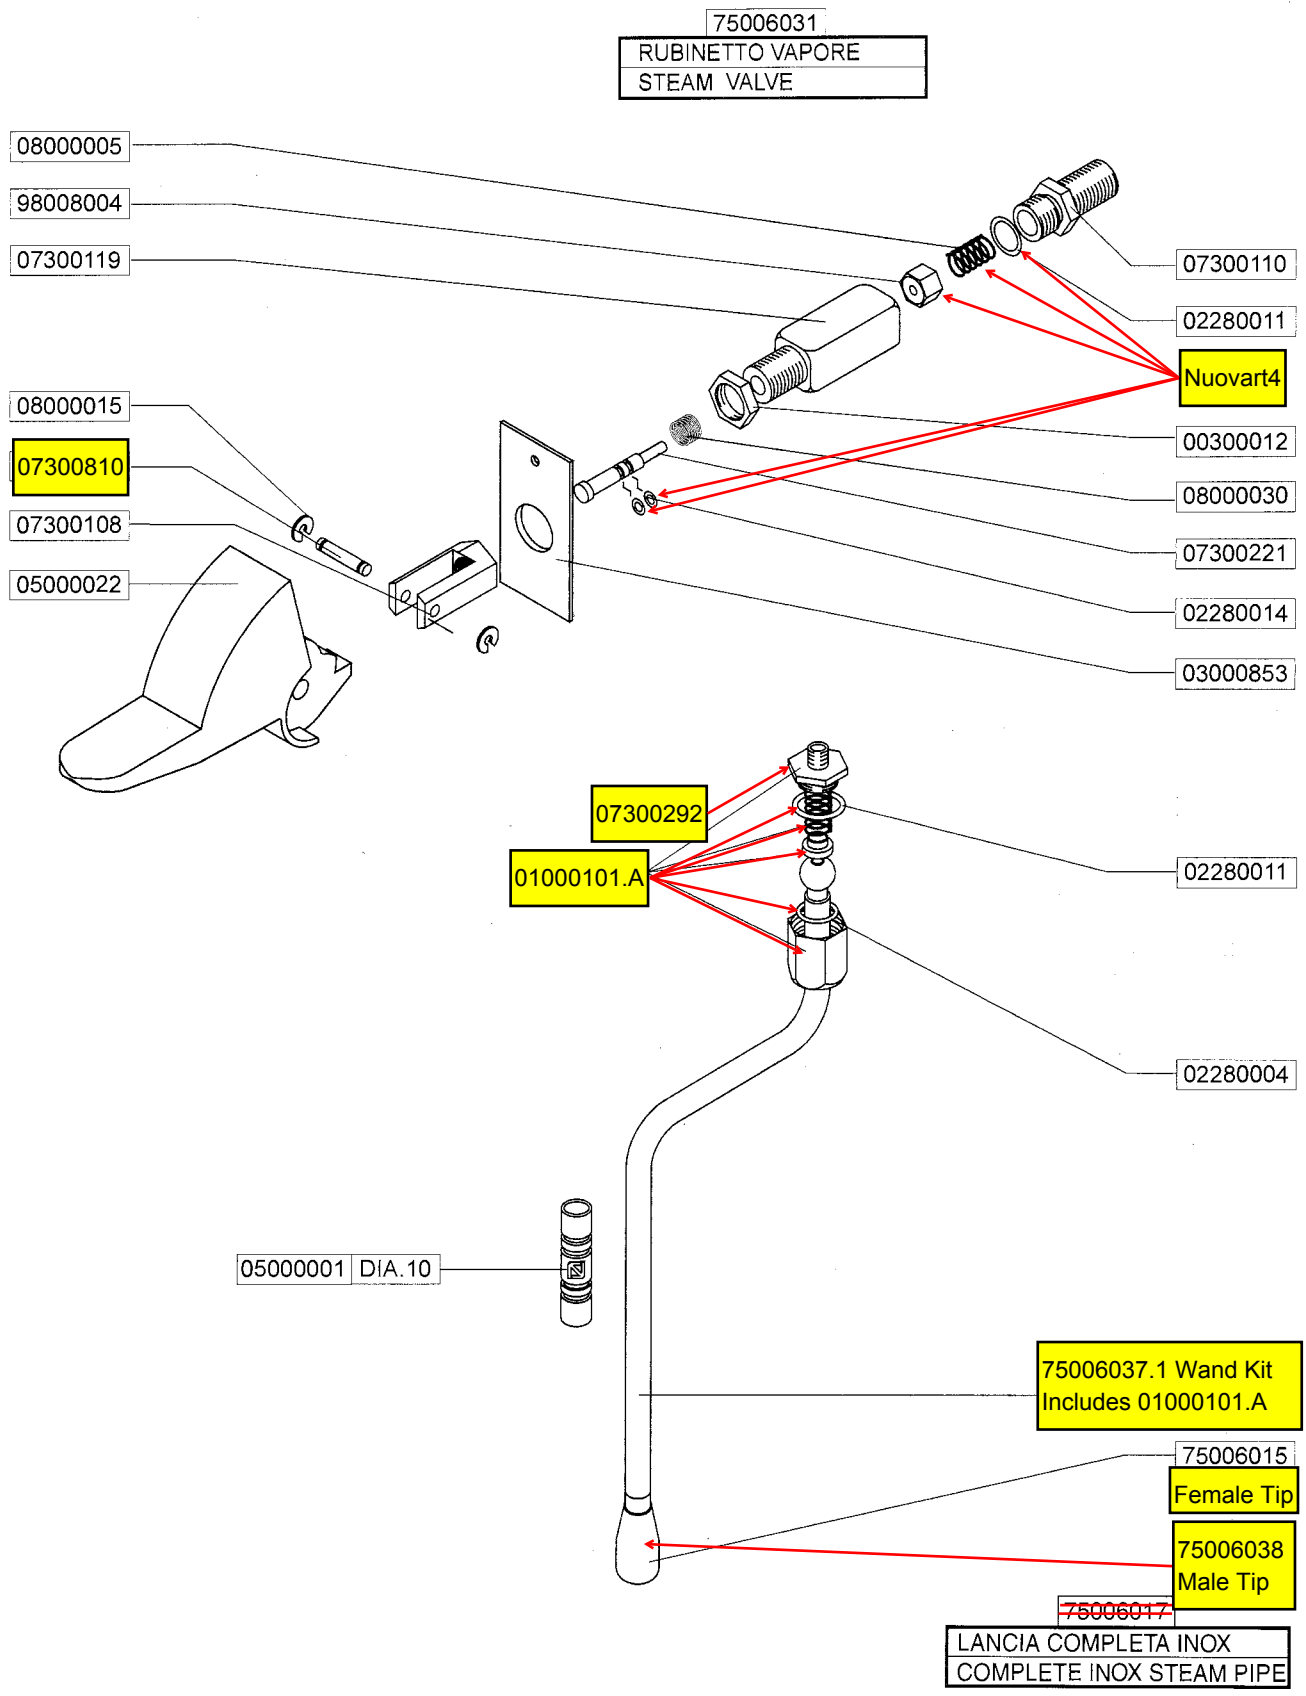 75006031
RUBINETTO VAPORE
STEAM VALVE
08000005
98008004
07300119
07300110
02280011
Nuovart4
08000015
07300810
07300108
05000022
00300012
08000030
07300221
02280014
03000853
07300292
01000101.A
02280011
02280004
05000001 DIA.10
75006037.1 Wand Kit
Includes 01000101.A
75006015
Female Tip
75006038
Male Tip
75006017
LANCIA COMPLETA INOX
COMPLETE INOX STEAM PIPE